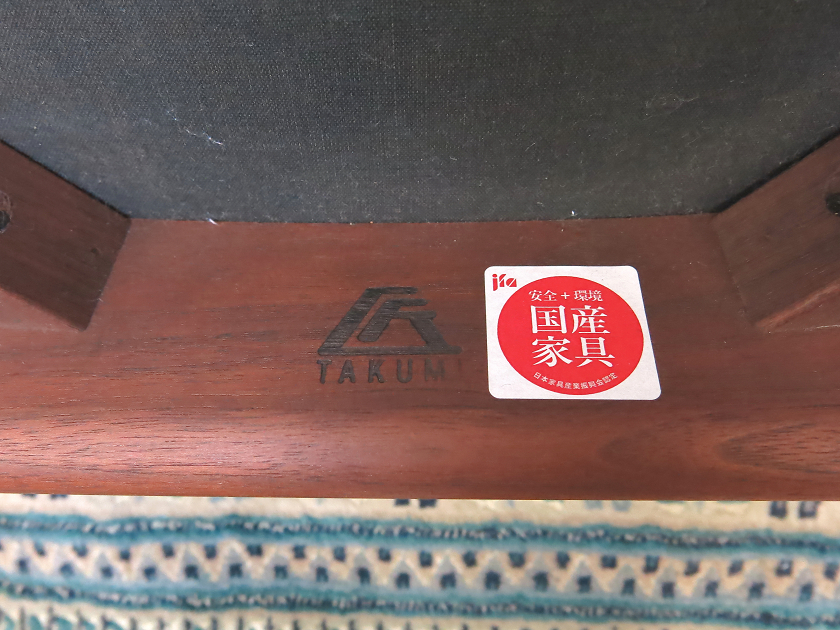 jfa
安全+環境
国産
家具
日本家具産業振興会認定
TAKUMI